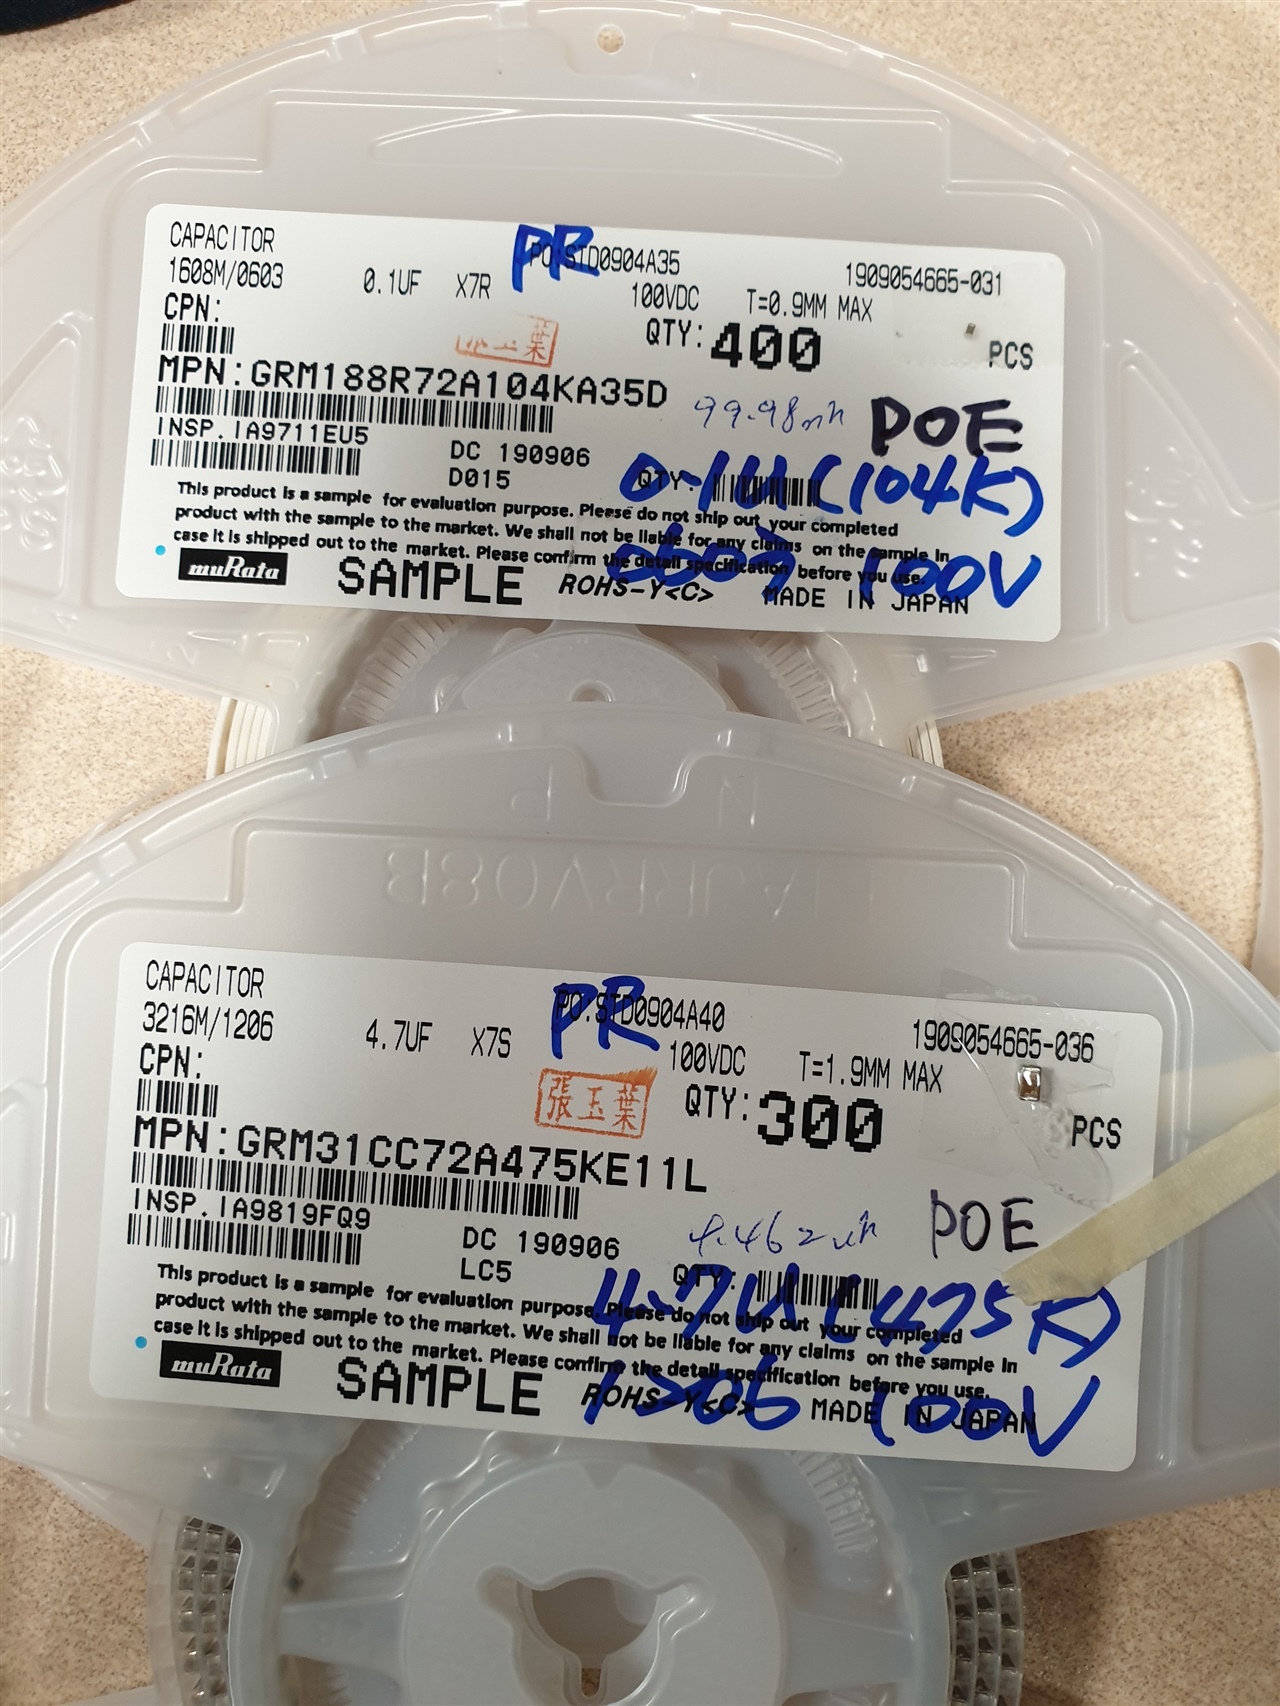 CAPACITOR
PR
PO.STD0904A35
1909054665-031
1608M/0603 0.1UF X7R 100VDC T=0.9MM MAX
CPN:
QTY:400 PCS
張玉葉
MPN:GRM188R72A104KA35D
POE
INSP.IA9711EU5
DC 190906
D015
QTY:
0.1u (104K)
This product is a sample for evaluation purpose. Please do not ship out your completed
product with the sample to the market. We shall not be liable for any claims on the sample in
case it is shipped out to the market. Please confirm the detail specification before you use.
0603 100V
muRata SAMPLE ROHS-Y<C> MADE IN JAPAN
N P
EIAJRRV08B
CAPACITOR
PR
PO.STD0904A40
1909054665-036
3216M/1206 4.7UF X7S 100VDC T=1.9MM MAX
CPN:
QTY:300 PCS
張玉葉
MPN:GRM31CC72A475KE11L
POE
INSP.IA9819FQ9
DC 190906
LC5
QTY:
4.7u (475K)
This product is a sample for evaluation purpose. Please do not ship out your completed
product with the sample to the market. We shall not be liable for any claims on the sample in
case it is shipped out to the market. Please confirm the detail specification before you use.
1206 100V
muRata SAMPLE ROHS-Y<C> MADE IN JAPAN